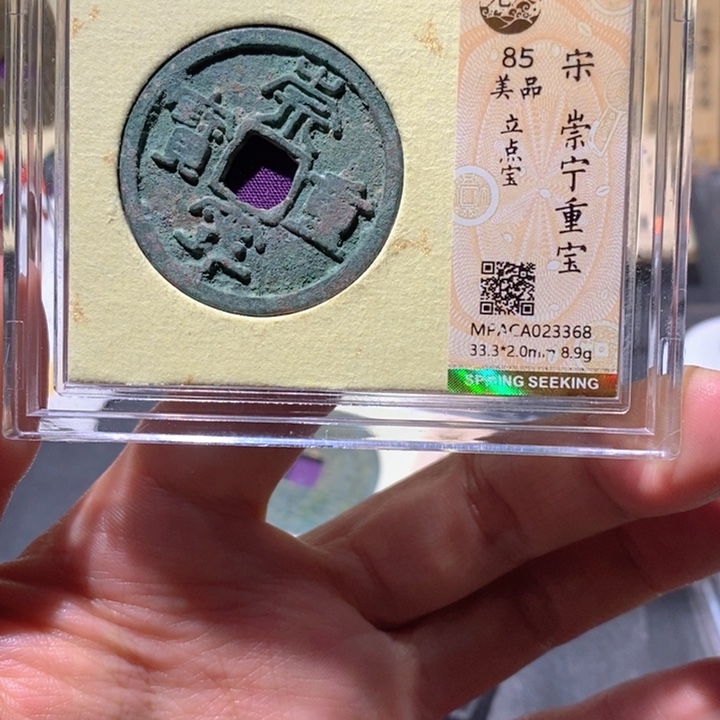 崇
寧
重
寶
宋 崇宁重宝
85
美品
立点宝
MPACA023368
33.3*2.0mm 8.9g
SPRING SEEKING